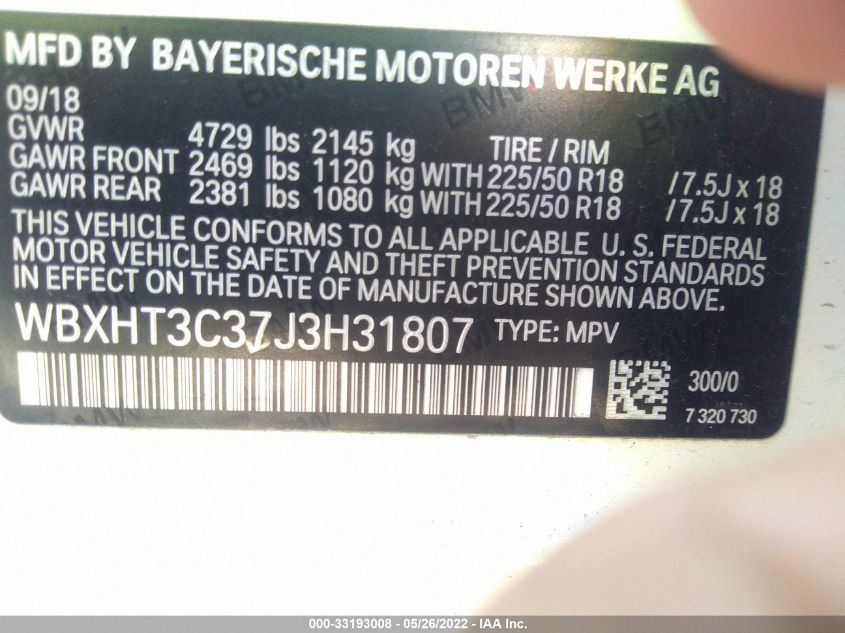 MFD BY BAYERISCHE MOTOREN WERKE AG
09/18
GVWR 4729 lbs 2145 kg TIRE / RIM
GAWR FRONT 2469 lbs 1120 kg WITH 225/50 R18 / 7.5J x 18
GAWR REAR 2381 lbs 1080 kg WITH 225/50 R18 / 7.5J x 18
THIS VEHICLE CONFORMS TO ALL APPLICABLE U. S. FEDERAL
MOTOR VEHICLE SAFETY AND THEFT PREVENTION STANDARDS
IN EFFECT ON THE DATE OF MANUFACTURE SHOWN ABOVE.
WBXHT3C37J3H31807 TYPE: MPV
300/0
7 320 730
000-33193008 - 05/26/2022 - IAA Inc.